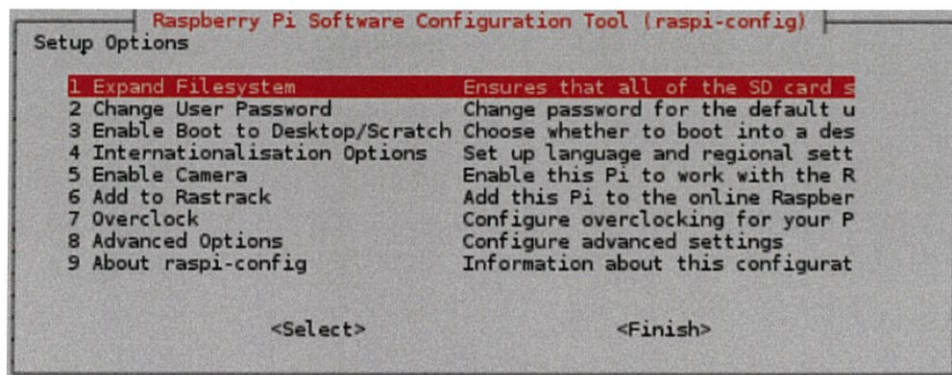 Raspberry Pi Software Configuration Tool (raspi-config)
Setup Options
1 Expand Filesystem Ensures that all of the SD card s
2 Change User Password Change password for the default u
3 Enable Boot to Desktop/Scratch Choose whether to boot into a des
4 Internationalisation Options Set up language and regional sett
5 Enable Camera Enable this Pi to work with the R
6 Add to Rastrack Add this Pi to the online Raspber
7 Overclock Configure overclocking for your P
8 Advanced Options Configure advanced settings
9 About raspi-config Information about this configurat
<Select> <Finish>